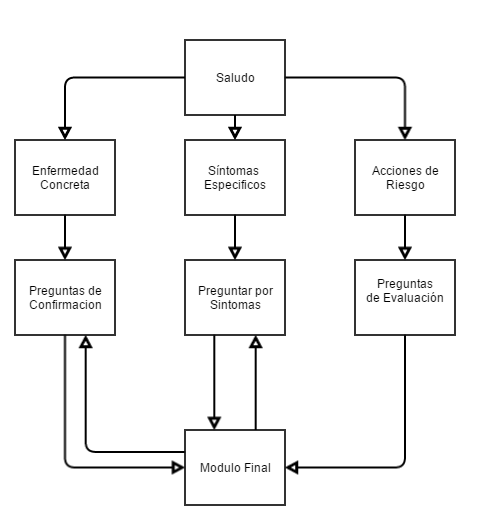 Saludo
Enfermedad
Concreta
Síntomas
Especificos
Acciones de
Riesgo
Preguntas de
Confirmacion
Preguntar por
Sintomas
Preguntas
de Evaluación
Modulo Final